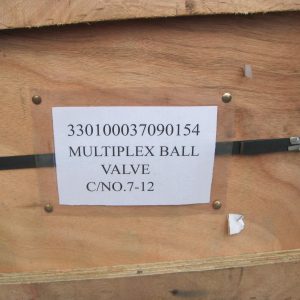 330100037090154
MULTIPLEX BALL
VALVE
C/NO.7-12